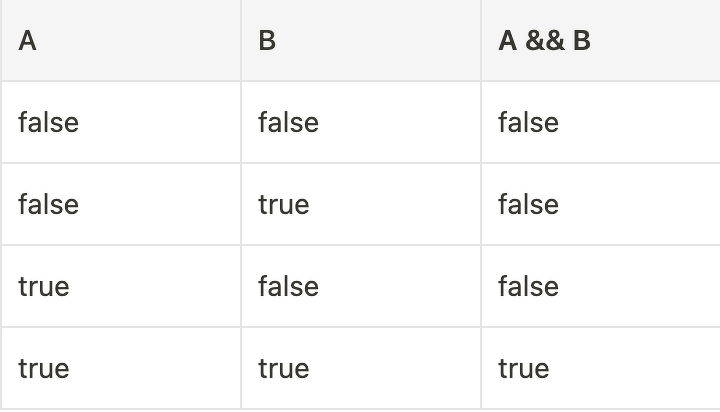 A B A && B
false false false
false true false
true false false
true true true